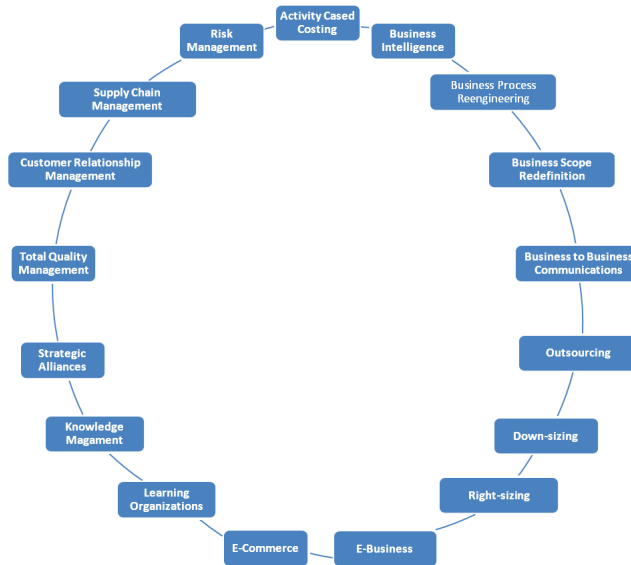 Activity Cased
Costing
Business
Intelligence
Business Process
Reengineering
Business Scope
Redefinition
Business to Business
Communications
Outsourcing
Down-sizing
Right-sizing
E-Business
E-Commerce
Learning
Organizations
Knowledge
Magament
Strategic
Alliances
Total Quality
Management
Customer Relationship
Management
Supply Chain
Management
Risk
Management